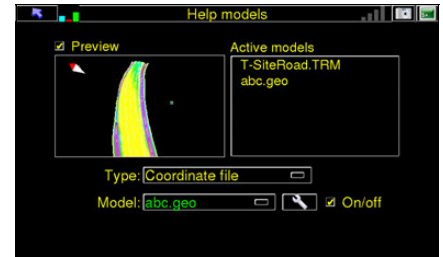 Help models
Preview
Active models
T-SiteRoad.TRM
abc.geo
Type: Coordinate file
Model: abc.geo
On/off